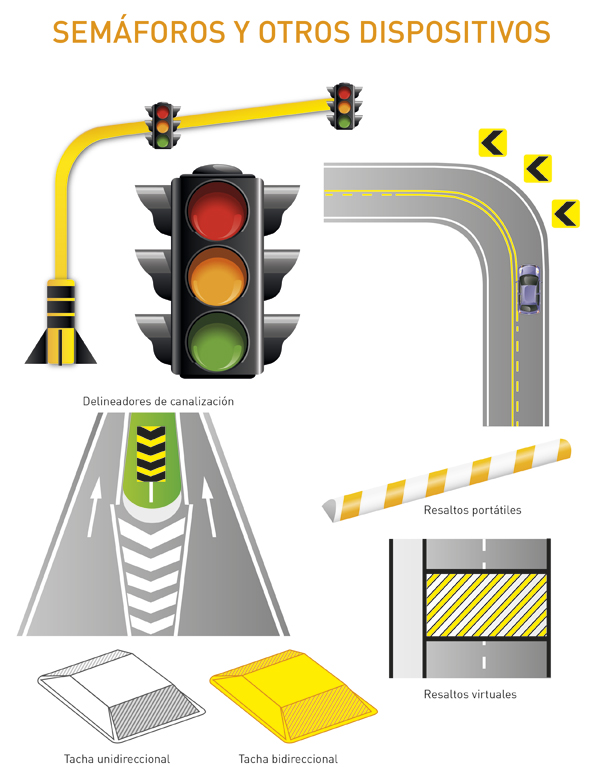 SEMÁFOROS Y OTROS DISPOSITIVOS
Delineadores de canalización
Resaltos portátiles
Resaltos virtuales
Tacha unidireccional
Tacha bidireccional